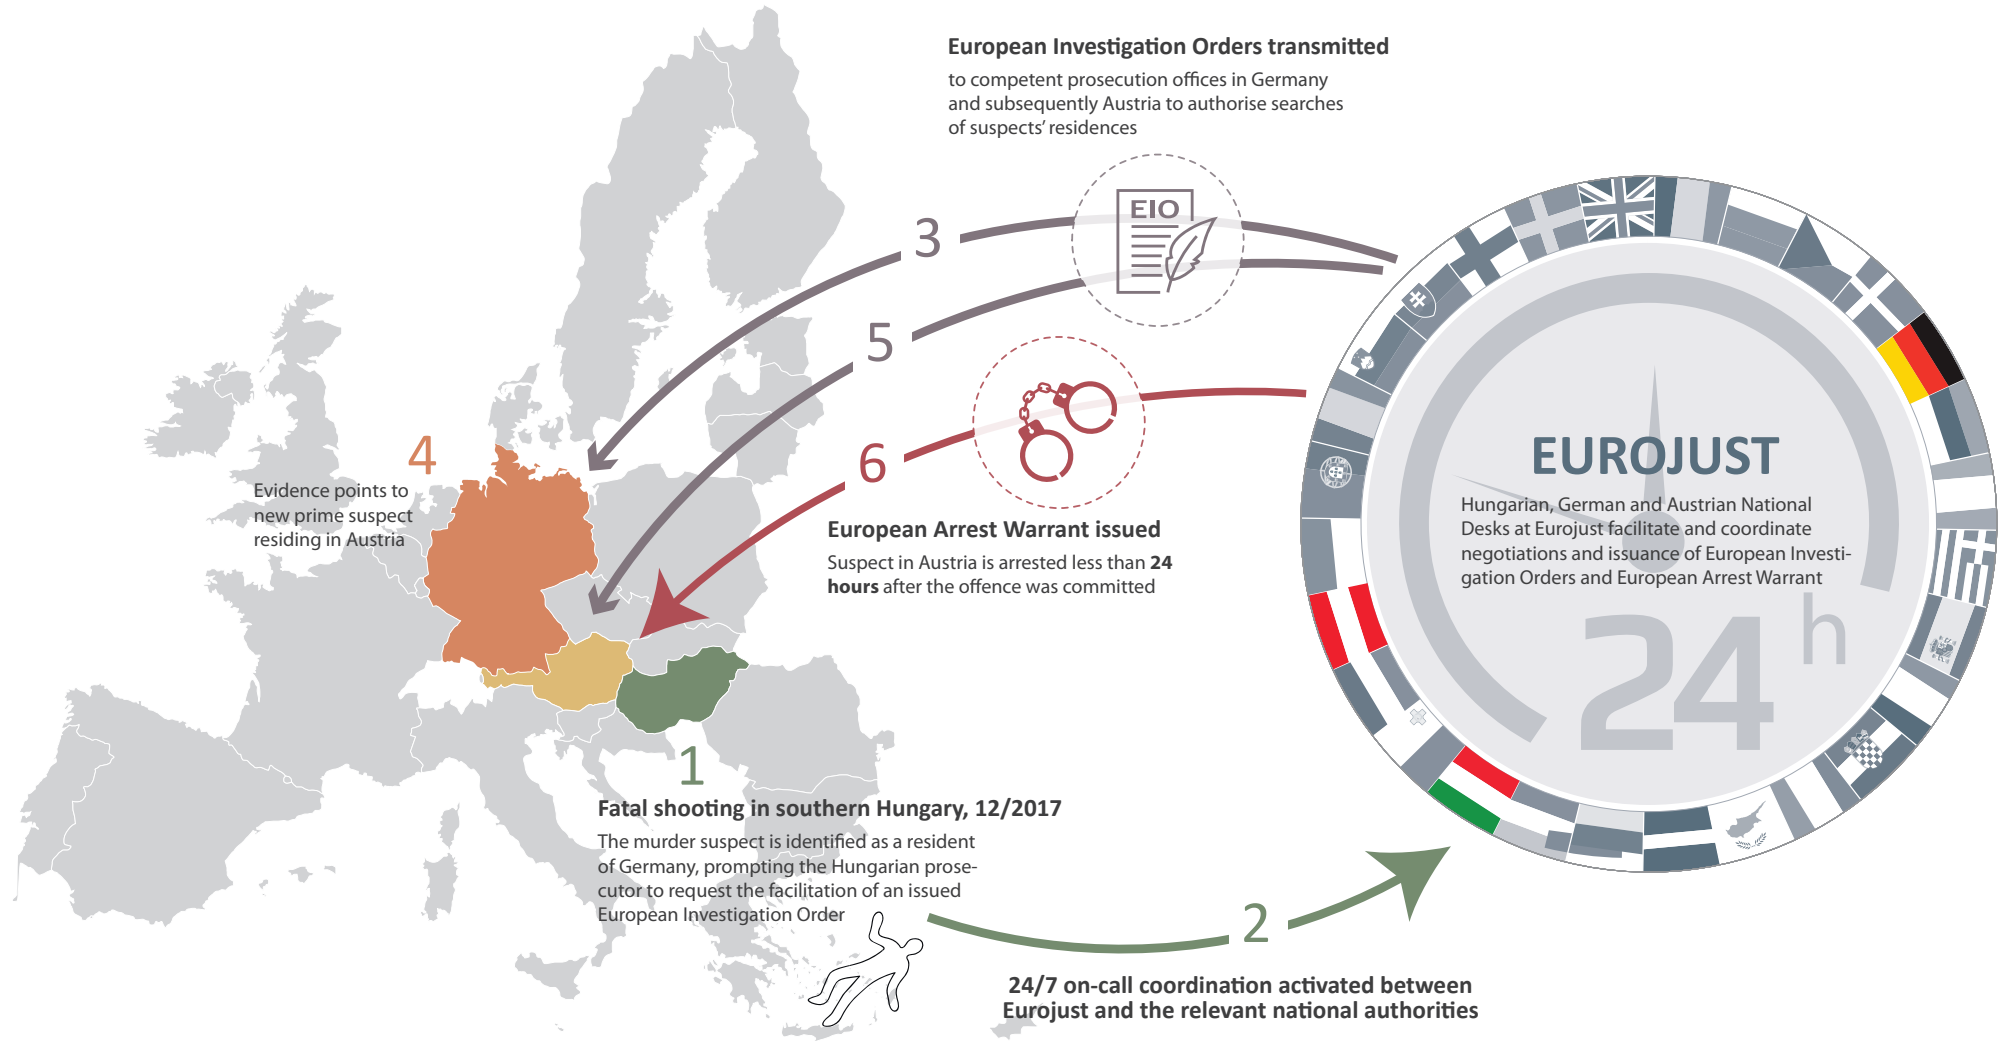 European Investigation Orders transmitted
to competent prosecution offices in Germany
and subsequently Austria to authorise searches
of suspects’ residences
EIO
3
5
4
Evidence points to
new prime suspect
residing in Austria
6
European Arrest Warrant issued
Suspect in Austria is arrested less than 24
hours after the offence was committed
EUROJUST
Hungarian, German and Austrian National
Desks at Eurojust facilitate and coordinate
negotiations and issuance of European Investi-
gation Orders and European Arrest Warrant
24h
1
Fatal shooting in southern Hungary, 12/2017
The murder suspect is identified as a resident
of Germany, prompting the Hungarian prose-
cutor to request the facilitation of an issued
European Investigation Order
2
24/7 on-call coordination activated between
Eurojust and the relevant national authorities